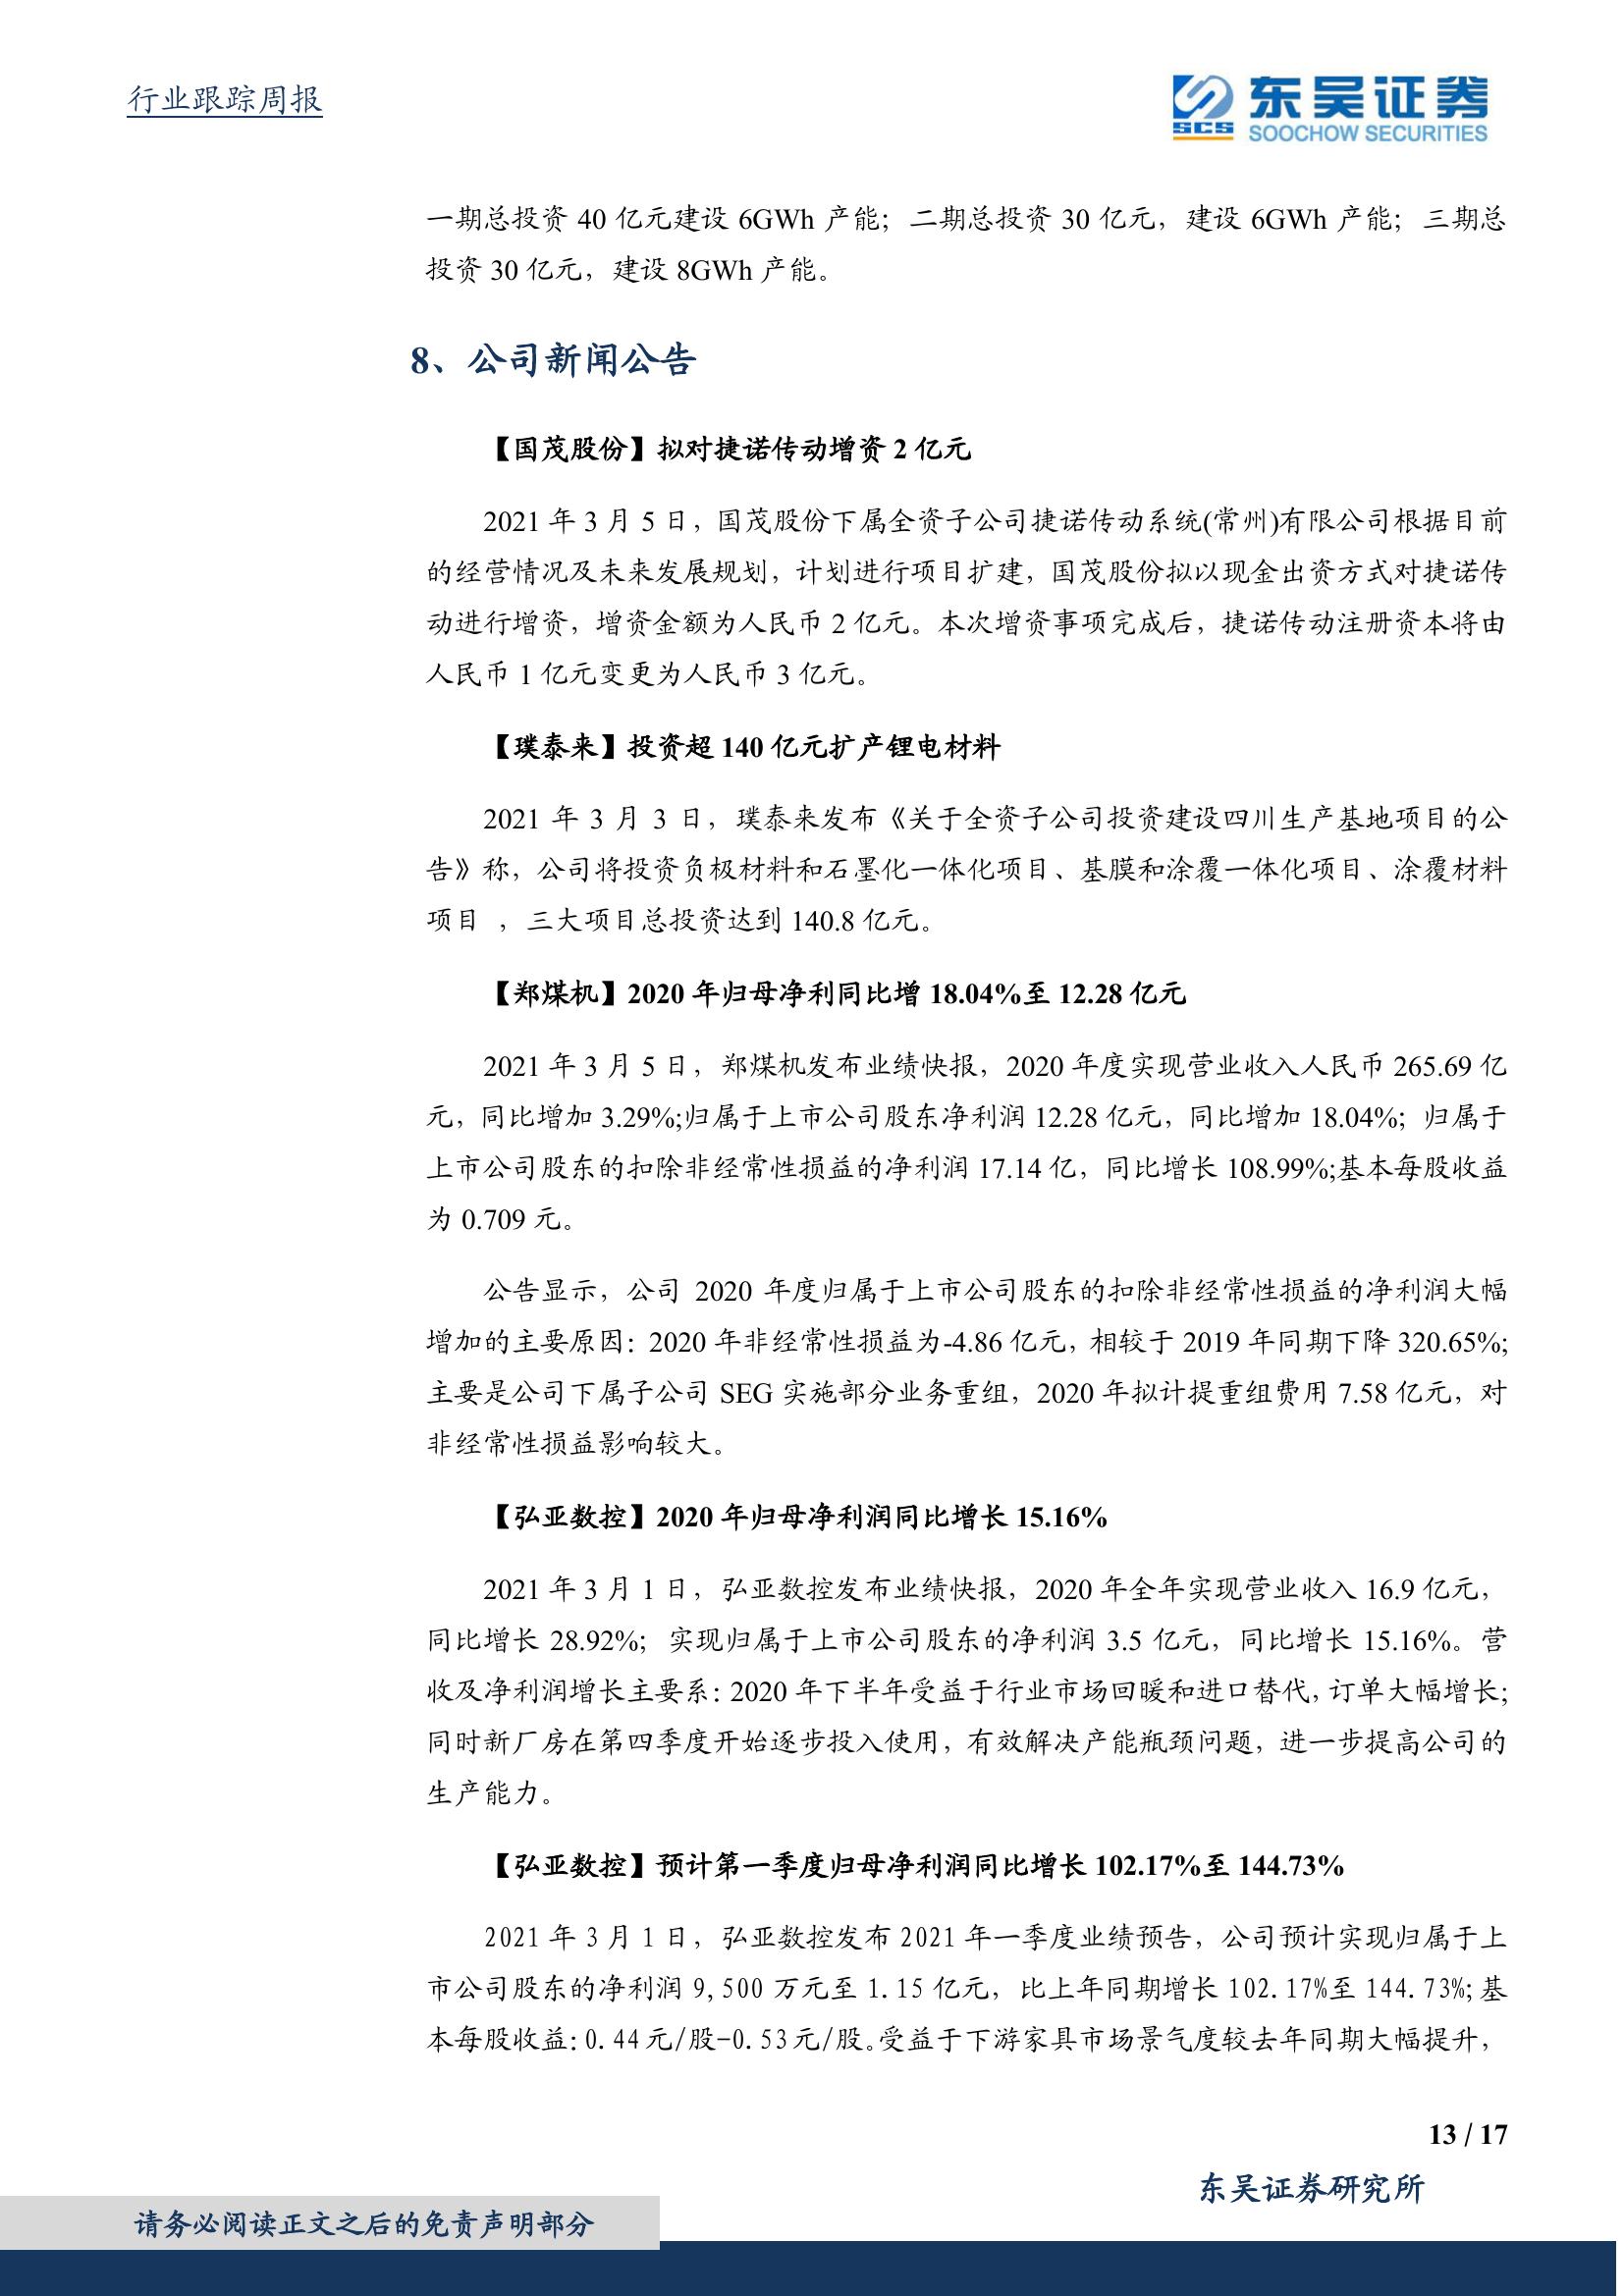 行业跟踪周报
SCS
东吴证券
SOOCHOW SECURITIES
一期总投资 40 亿元建设 6GWh 产能；二期总投资 30 亿元，建设 6GWh 产能；三期总
投资 30 亿元，建设 8GWh 产能。
8、公司新闻公告
【国茂股份】拟对捷诺传动增资 2 亿元
2021 年 3 月 5 日，国茂股份下属全资子公司捷诺传动系统(常州)有限公司根据目前
的经营情况及未来发展规划，计划进行项目扩建，国茂股份拟以现金出资方式对捷诺传
动进行增资，增资金额为人民币 2 亿元。本次增资事项完成后，捷诺传动注册资本将由
人民币 1 亿元变更为人民币 3 亿元。
【璞泰来】投资超 140 亿元扩产锂电材料
2021 年 3 月 3 日，璞泰来发布《关于全资子公司投资建设四川生产基地项目的公
告》称，公司将投资负极材料和石墨化一体化项目、基膜和涂覆一体化项目、涂覆材料
项目 ，三大项目总投资达到 140.8 亿元。
【郑煤机】2020 年归母净利同比增 18.04%至 12.28 亿元
2021 年 3 月 5 日，郑煤机发布业绩快报，2020 年度实现营业收入人民币 265.69 亿
元，同比增加 3.29%;归属于上市公司股东净利润 12.28 亿元，同比增加 18.04%；归属于
上市公司股东的扣除非经常性损益的净利润 17.14 亿，同比增长 108.99%;基本每股收益
为 0.709 元。
公告显示，公司 2020 年度归属于上市公司股东的扣除非经常性损益的净利润大幅
增加的主要原因：2020 年非经常性损益为-4.86 亿元，相较于 2019 年同期下降 320.65%;
主要是公司下属子公司 SEG 实施部分业务重组，2020 年拟计提重组费用 7.58 亿元，对
非经常性损益影响较大。
【弘亚数控】2020 年归母净利润同比增长 15.16%
2021 年 3 月 1 日，弘亚数控发布业绩快报，2020 年全年实现营业收入 16.9 亿元，
同比增长 28.92%；实现归属于上市公司股东的净利润 3.5 亿元，同比增长 15.16%。营
收及净利润增长主要系：2020 年下半年受益于行业市场回暖和进口替代，订单大幅增长；
同时新厂房在第四季度开始逐步投入使用，有效解决产能瓶颈问题，进一步提高公司的
生产能力。
【弘亚数控】预计第一季度归母净利润同比增长 102.17%至 144.73%
2021 年 3 月 1 日，弘亚数控发布 2021 年一季度业绩预告，公司预计实现归属于上
市公司股东的净利润 9,500 万元至 1.15 亿元，比上年同期增长 102.17%至 144.73%;基
本每股收益:0.44 元/股-0.53 元/股。受益于下游家具市场景气度较去年同期大幅提升，
13 / 17
东吴证券研究所
请务必阅读正文之后的免责声明部分